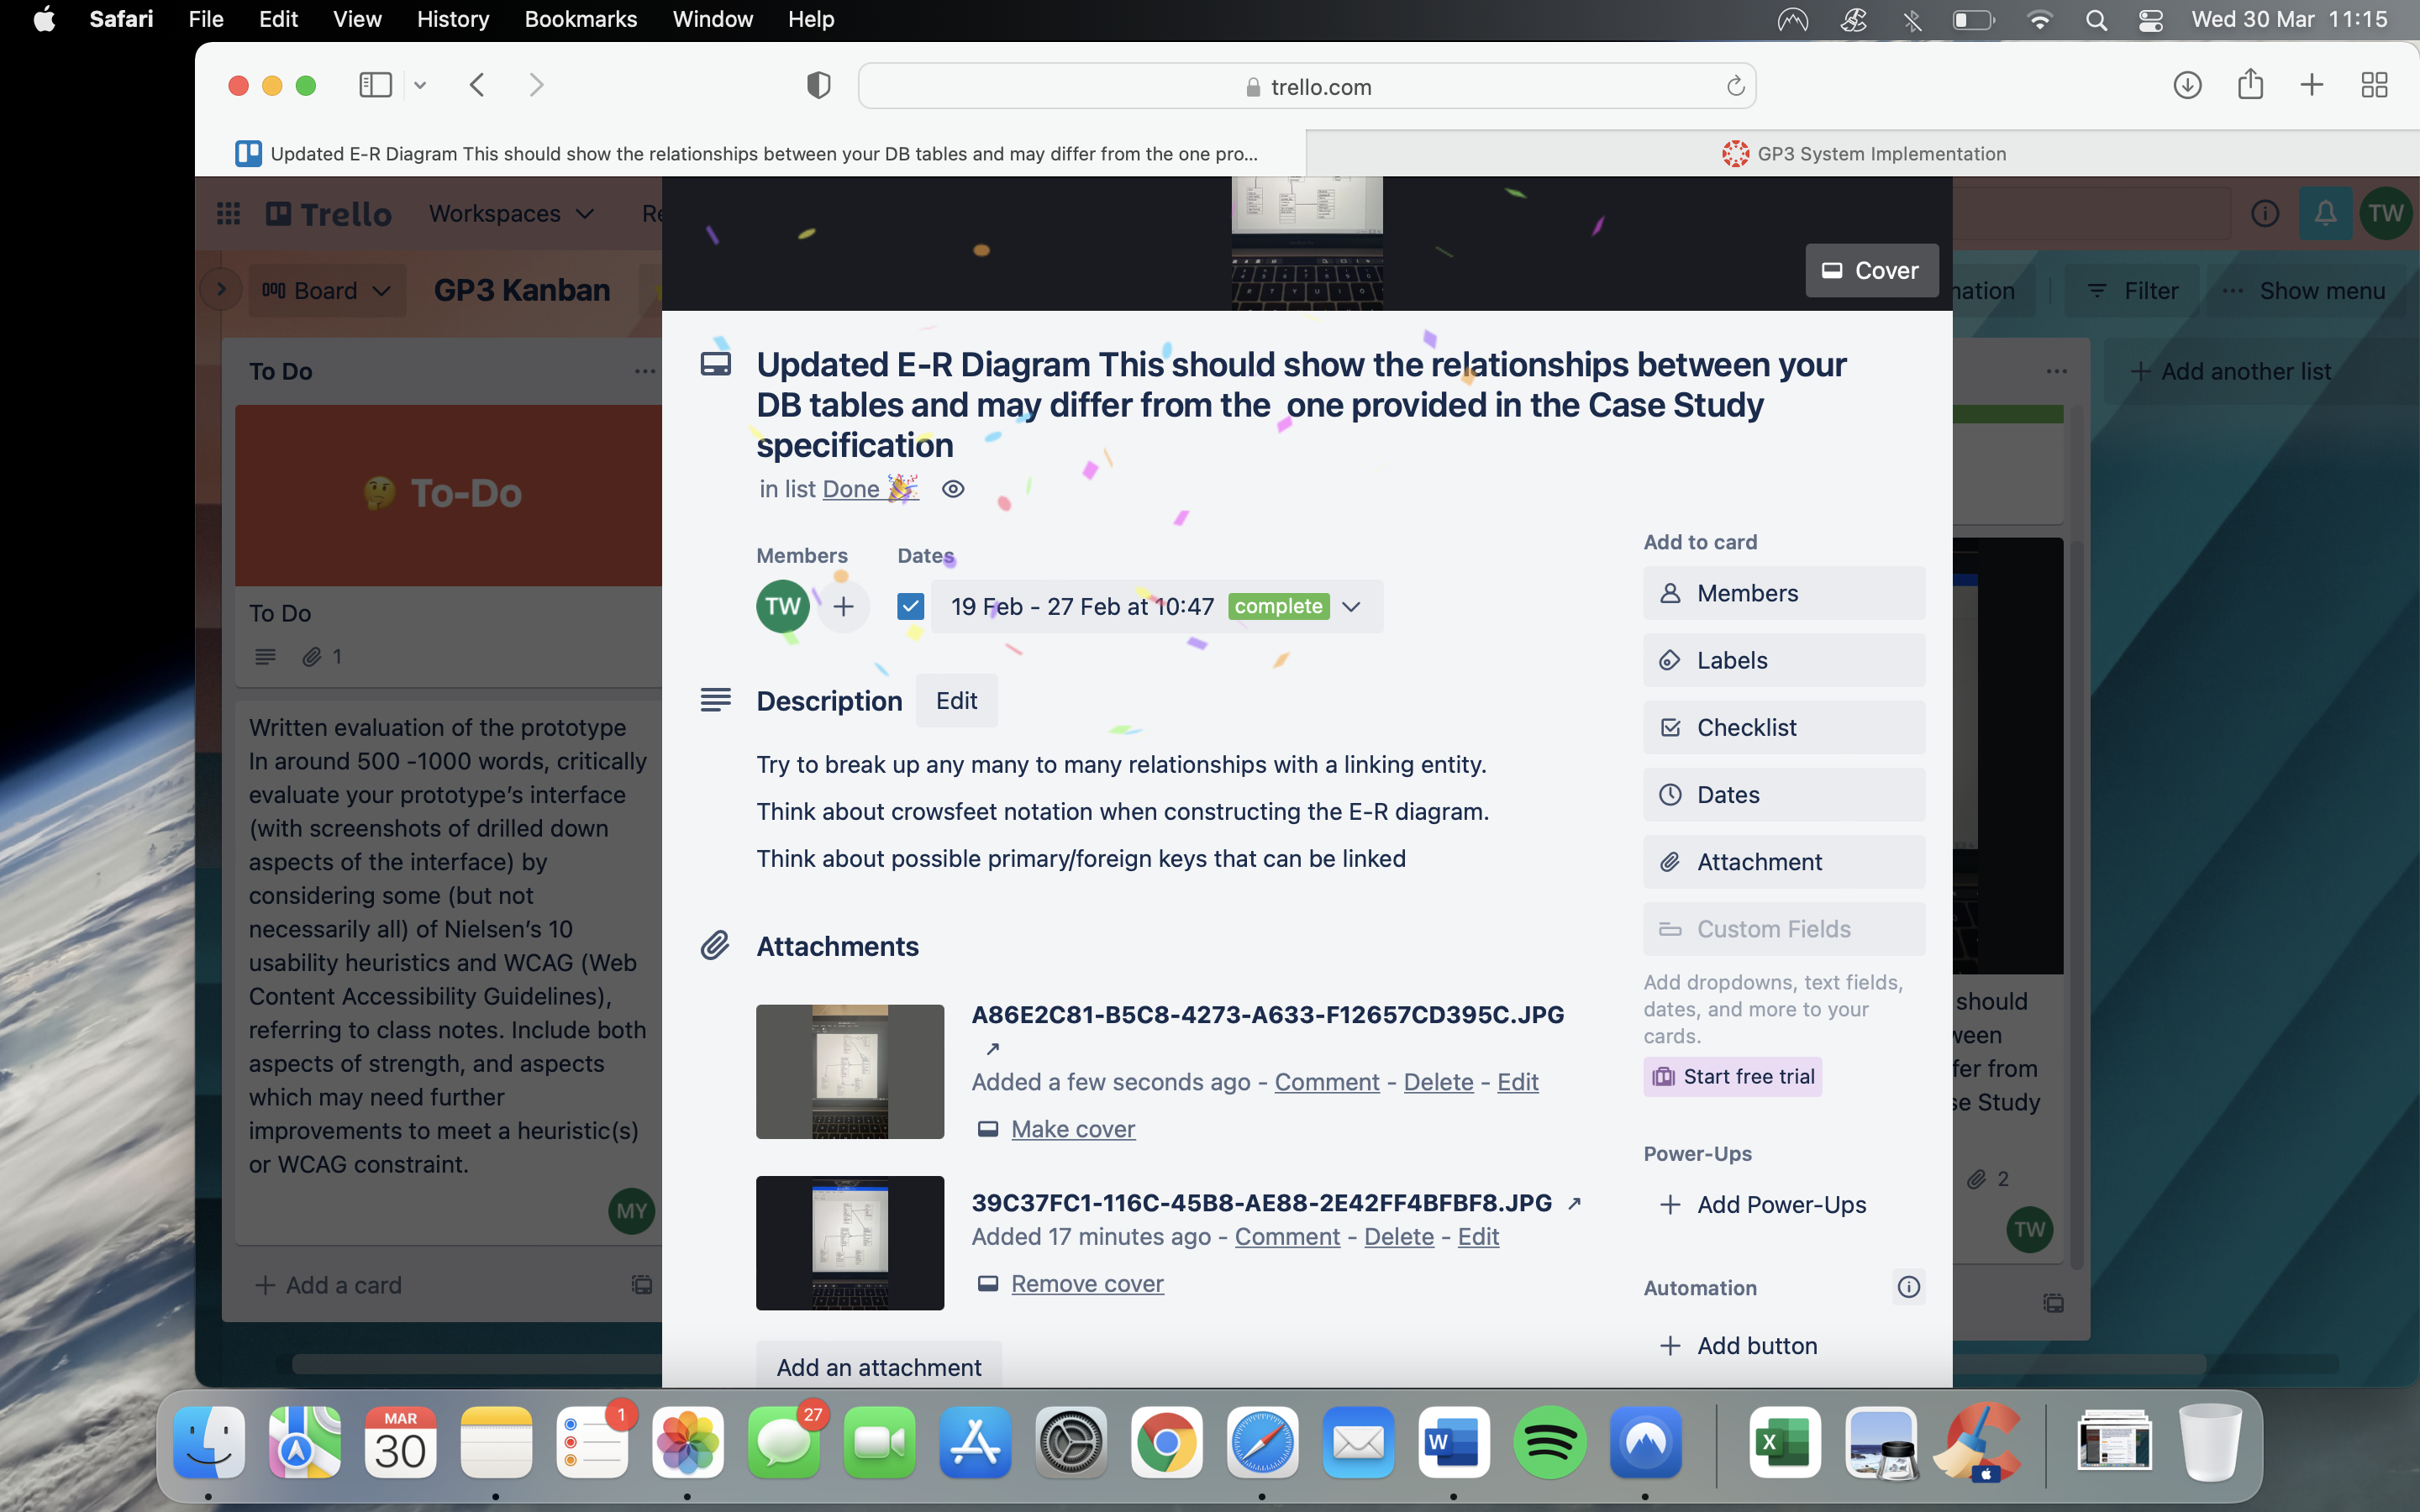 Safari File Edit View History Bookmarks Window Help
Wed 30 Mar 11:15
trello.com
Updated E-R Diagram This should show the relationships between your DB tables and may differ from the one pro...
GP3 System Implementation
Trello
Workspaces
Re
TW
Cover
Board
GP3 Kanban
mation
Filter
Show menu
To Do
🤔 To-Do
To Do
1
Written evaluation of the prototype
In around 500 -1000 words, critically
evaluate your prototype's interface
(with screenshots of drilled down
aspects of the interface) by
considering some (but not
necessarily all) of Nielsen's 10
usability heuristics and WCAG (Web
Content Accessibility Guidelines),
referring to class notes. Include both
aspects of strength, and aspects
which may need further
improvements to meet a heuristic(s)
or WCAG constraint.
MY
+ Add a card
Updated E-R Diagram This should show the relationships between your
DB tables and may differ from the one provided in the Case Study
specification
in list Done 🎉
Members
Dates
TW
+
19 Feb - 27 Feb at 10:47 complete
Description
Edit
Try to break up any many to many relationships with a linking entity.
Think about crowsfeet notation when constructing the E-R diagram.
Think about possible primary/foreign keys that can be linked
Attachments
A86E2C81-B5C8-4273-A633-F12657CD395C.JPG
↗
Added a few seconds ago - Comment - Delete - Edit
Make cover
39C37FC1-116C-45B8-AE88-2E42FF4BFBF8.JPG ↗
Added 17 minutes ago - Comment - Delete - Edit
Remove cover
Add an attachment
Add to card
Members
Labels
Checklist
Dates
Attachment
Custom Fields
Add dropdowns, text fields,
dates, and more to your
cards.
Start free trial
Power-Ups
+ Add Power-Ups
Automation
+ Add button
+ Add another list
should
ween
fer from
se Study
2
TW
MAR
30
1
27
W
X